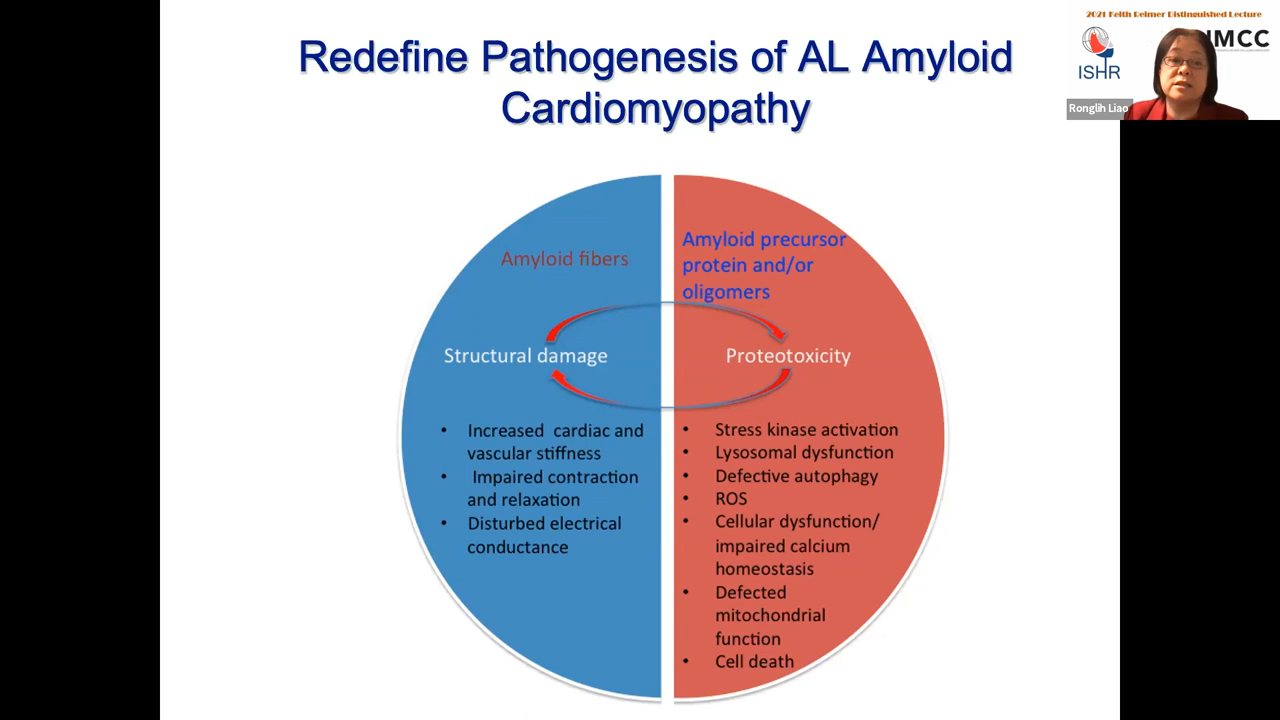 2021 Keith Reimer Distinguished Lecture
ISHR
JMCC
Ronglih Liao
Redefine Pathogenesis of AL Amyloid
Cardiomyopathy
Amyloid fibers
Structural damage
• Increased cardiac and
vascular stiffness
• Impaired contraction
and relaxation
• Disturbed electrical
conductance
Amyloid precursor
protein and/or
oligomers
Proteotoxicity
• Stress kinase activation
• Lysosomal dysfunction
• Defective autophagy
• ROS
• Cellular dysfunction/
impaired calcium
homeostasis
• Defected
mitochondrial
function
• Cell death